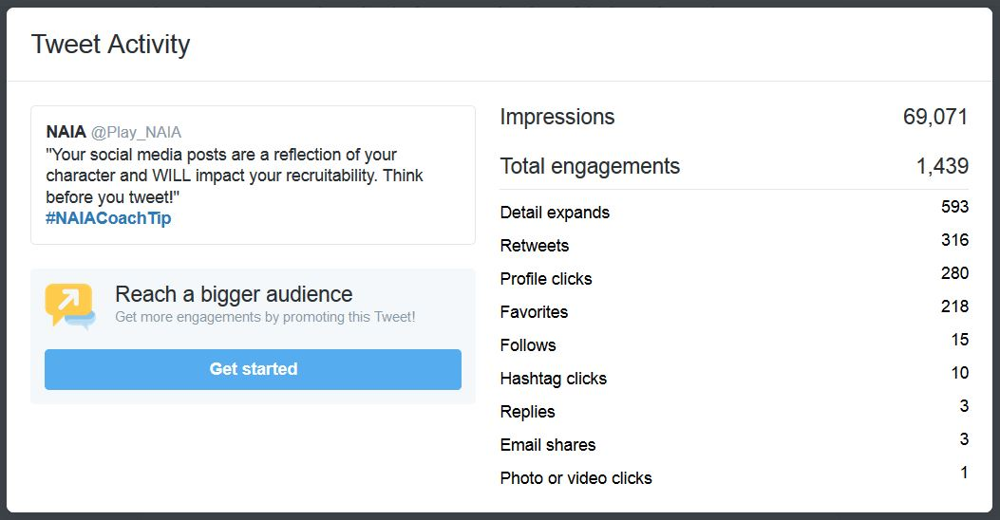 Tweet Activity
NAIA @Play_NAIA
"Your social media posts are a reflection of your
character and WILL impact your recruitability. Think
before you tweet!"
#NAIACoachTip
Reach a bigger audience
Get more engagements by promoting this Tweet!
Get started
Impressions 69,071
Total engagements 1,439
Detail expands 593
Retweets 316
Profile clicks 280
Favorites 218
Follows 15
Hashtag clicks 10
Replies 3
Email shares 3
Photo or video clicks 1